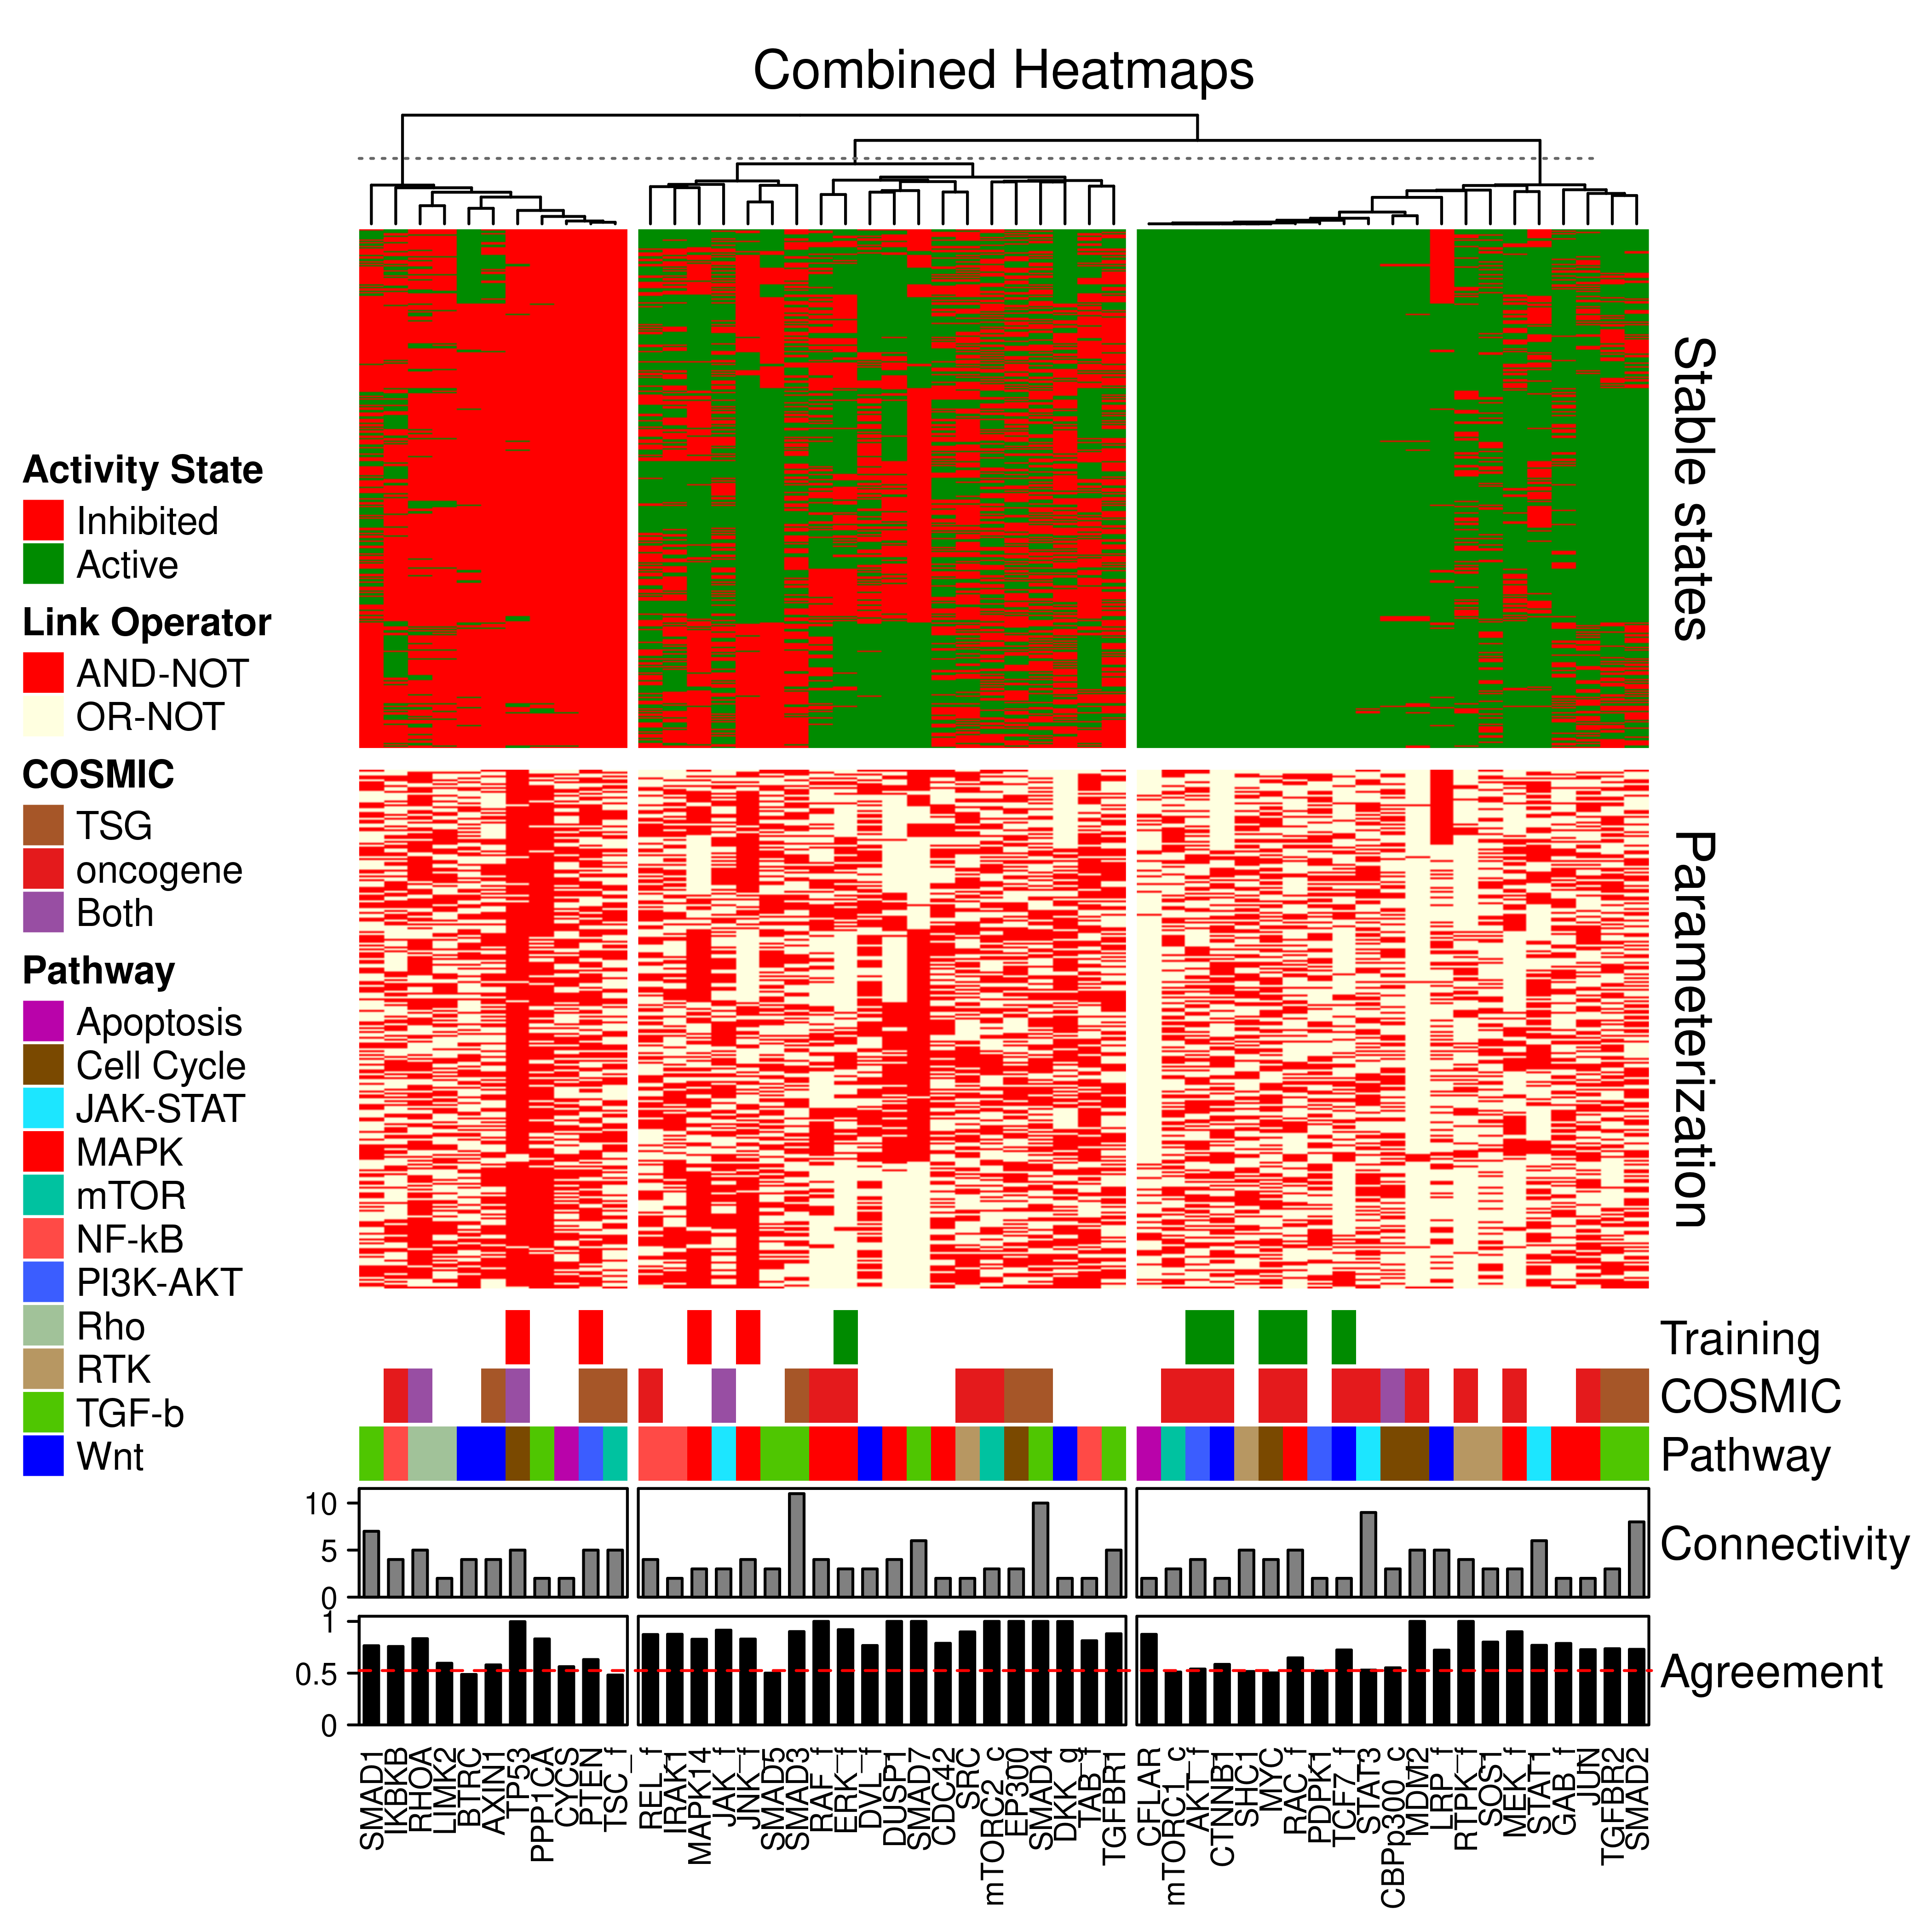 Combined Heatmaps
Activity State
Inhibited
Active
Link Operator
AND-NOT
OR-NOT
COSMIC
TSG
oncogene
Both
Pathway
Apoptosis
Cell Cycle
JAK-STAT
MAPK
mTOR
NF-kB
PI3K-AKT
Rho
RTK
TGF-b
Wnt
Stable states
Parameterization
Training
COSMIC
Pathway
Connectivity
Agreement
10
5
0
1
0.5
0
SMAD1
IKBKB
RHOA
LIMK2
BTRC
AXIN1
TP53
PPP1CA
CYCS
PTEN
TSC_f
REL_f
IRAK1
MAPK14
JAK_f
JNK_f
SMAD5
SMAD3
RAF_f
ERK_f
DVL_f
DUSP1
SMAD7
CDC42
SRC
mTORC2_c
EP300
SMAD4
DKK_g
TAB_f
TGFBR1
CFLAR
mTORC1_c
AKT_f
CTNNB1
SHC1
MYC
RAC_f
PDPK1
TCF7_f
STAT3
CBPp300_c
MDM2
LRP_f
RTPK_f
SOS1
MEK_f
STAT1
GAB_f
JUN
TGFBR2
SMAD2